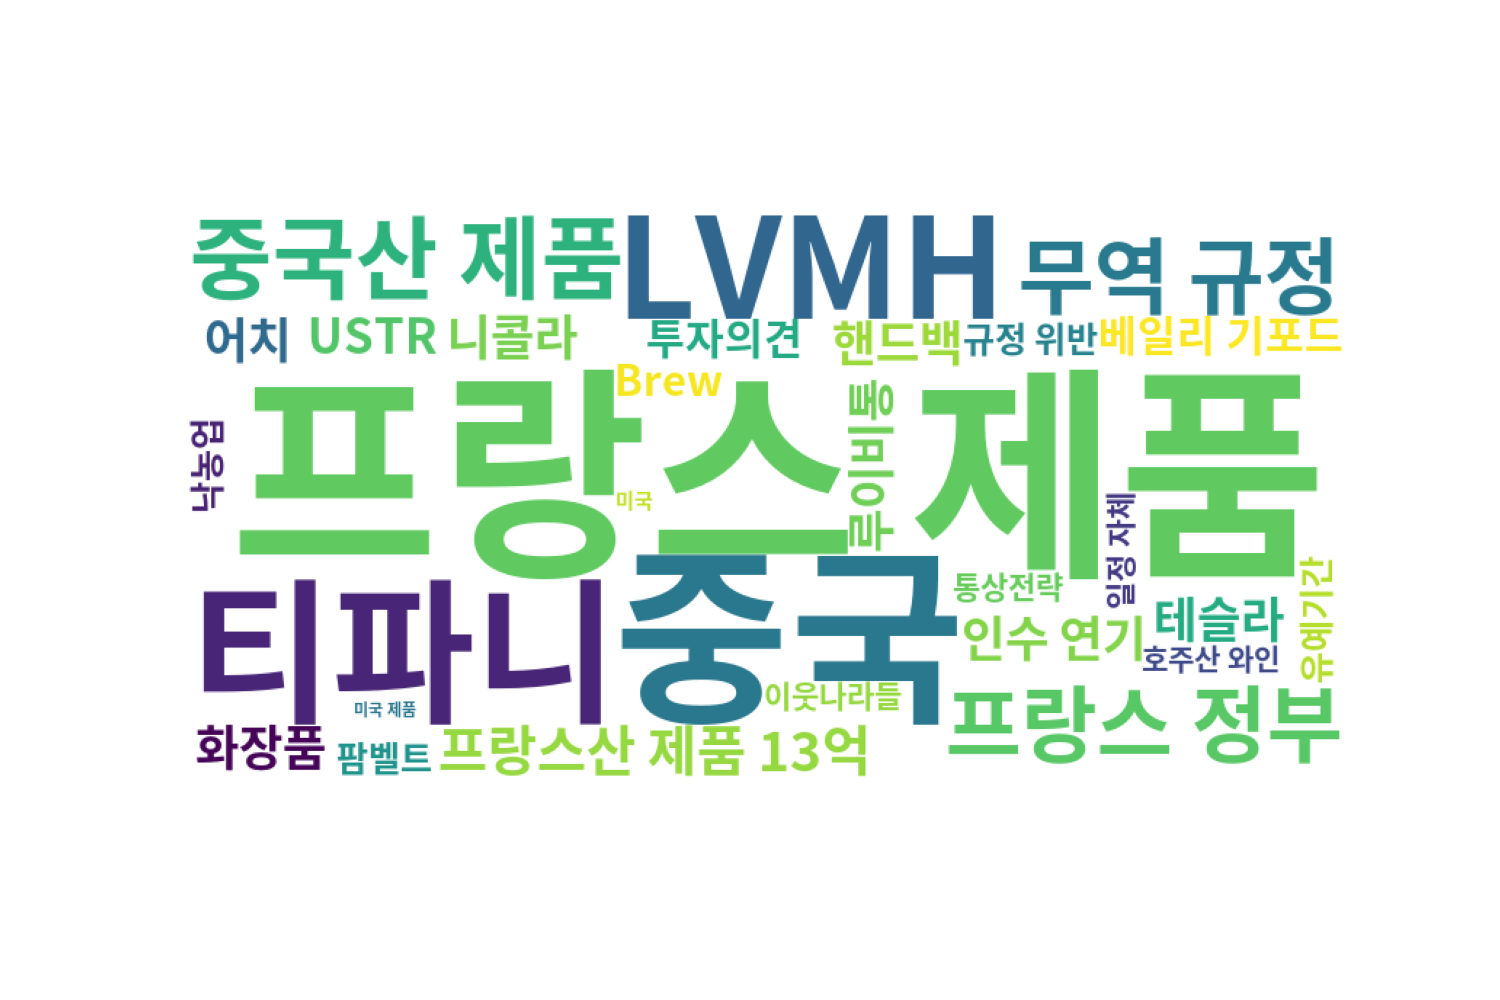 중국산 제품
LVMH
무역 규정
어치
USTR
니콜라
투자의견
핸드백
규정 위반
베일리 기포드
Brew
프랑스 제품
낙농업
미국
루이비통
일정 자체
티파니
중국
통상전략
인수 연기
테슬라
유예기간
호주산 와인
미국 제품
이웃나라들
프랑스 정부
화장품
팜벨트
프랑스산 제품 13억